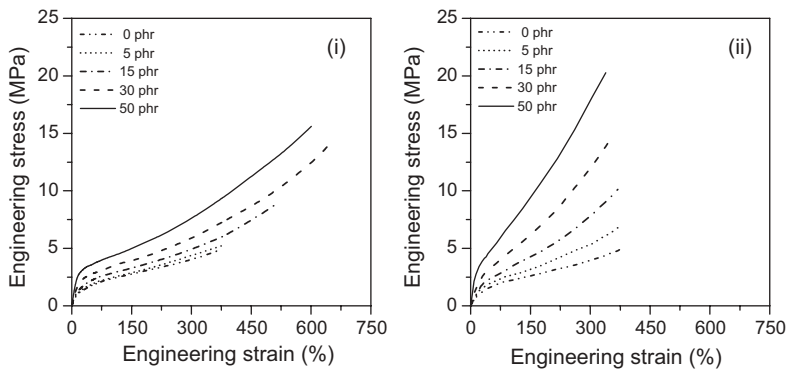 25
20
15
10
5
0
0 150 300 450 600 750
Engineering stress (MPa)
Engineering strain (%)
0 phr
5 phr
15 phr
30 phr
50 phr
(i)
25
20
15
10
5
0
0 150 300 450 600 750
Engineering stress (MPa)
Engineering strain (%)
0 phr
5 phr
15 phr
30 phr
50 phr
(ii)